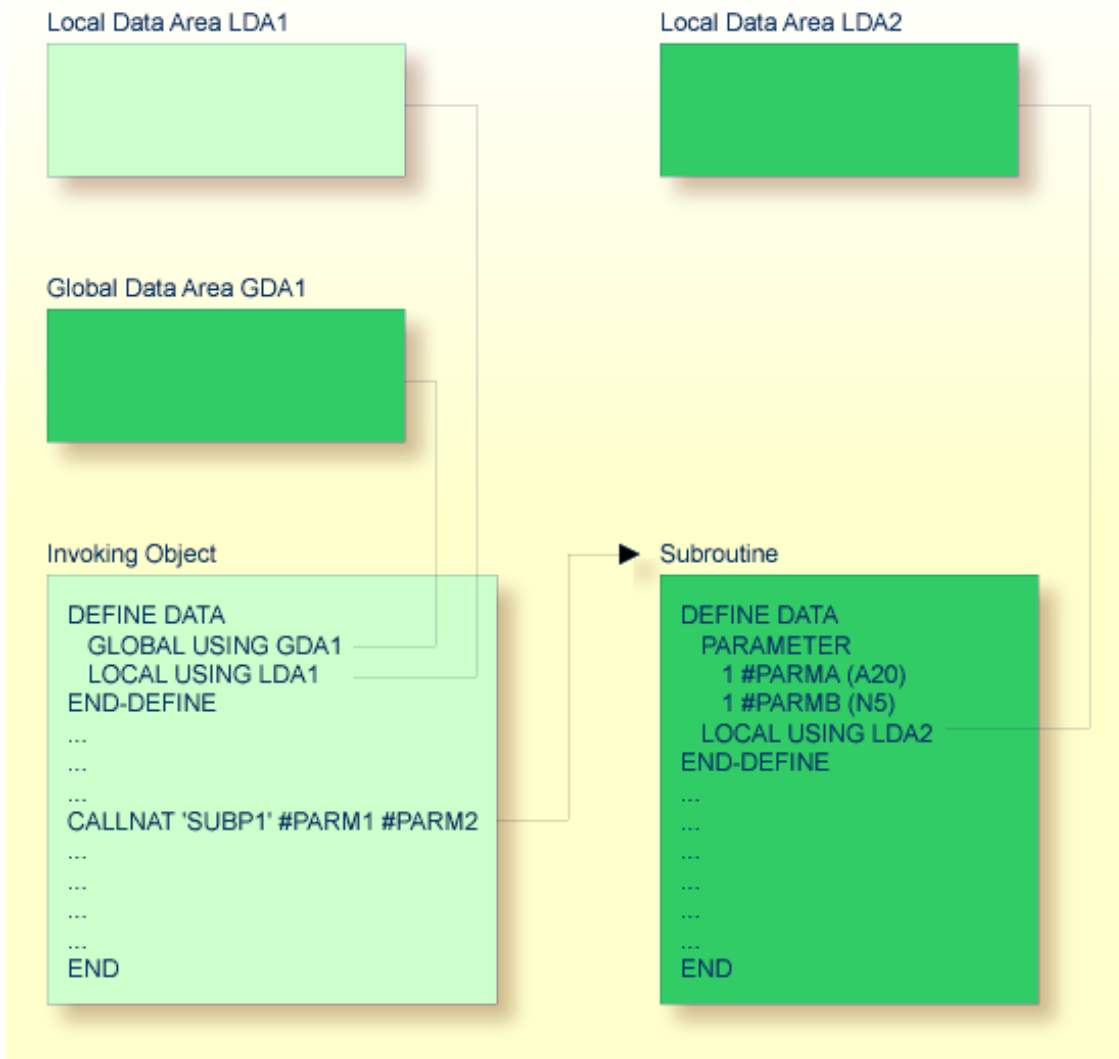 Local Data Area LDA1
Local Data Area LDA2
Global Data Area GDA1
Invoking Object
DEFINE DATA
GLOBAL USING GDA1
LOCAL USING LDA1
END-DEFINE
...
...
...
CALLNAT 'SUBP1' #PARM1 #PARM2
...
...
...
...
END
Subroutine
DEFINE DATA
PARAMETER
1 #PARMA (A20)
1 #PARMB (N5)
LOCAL USING LDA2
END-DEFINE
...
...
...
...
...
...
END